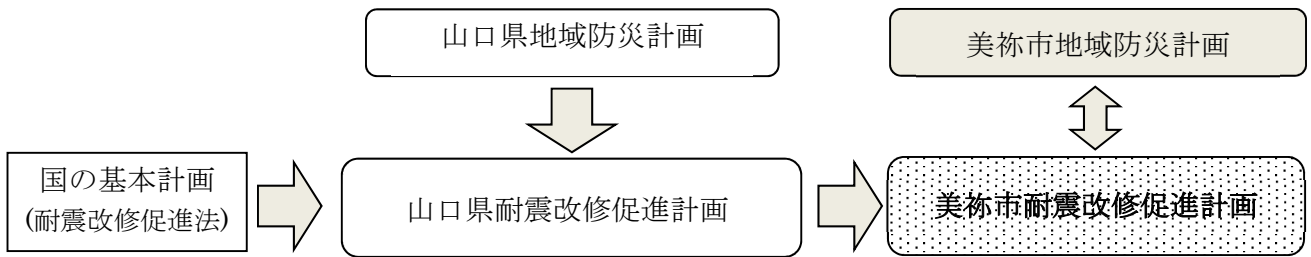 山口県地域防災計画
美祢市地域防災計画
国の基本計画
(耐震改修促進法)
山口県耐震改修促進計画
美祢市耐震改修促進計画